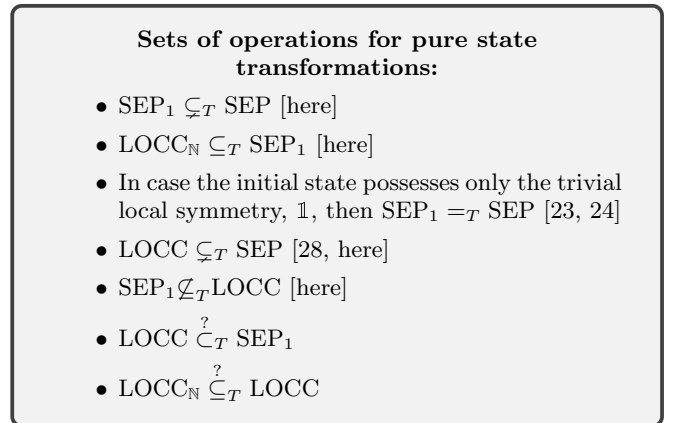 Sets of operations for pure state
transformations:
• SEP₁ ⊊_T SEP [here]
• LOCC_ℕ ⊆_T SEP₁ [here]
• In case the initial state possesses only the trivial
local symmetry, 𝟙, then SEP₁ =_T SEP [23, 24]
• LOCC ⊊_T SEP [28, here]
• SEP₁⊈_T LOCC [here]
• LOCC ⊂^?_T SEP₁
• LOCC_ℕ ⊆^?_T LOCC